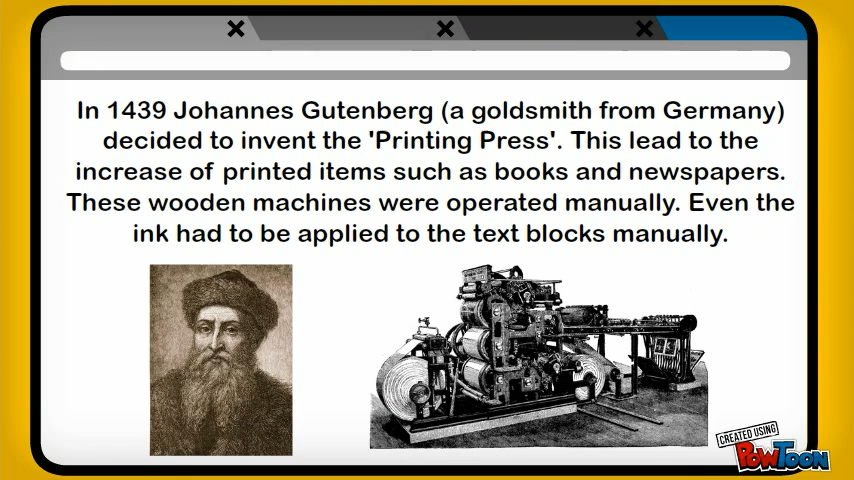 In 1439 Johannes Gutenberg (a goldsmith from Germany)
decided to invent the 'Printing Press'. This lead to the
increase of printed items such as books and newspapers.
These wooden machines were operated manually. Even the
ink had to be applied to the text blocks manually.
CREATED USING
POWTOON